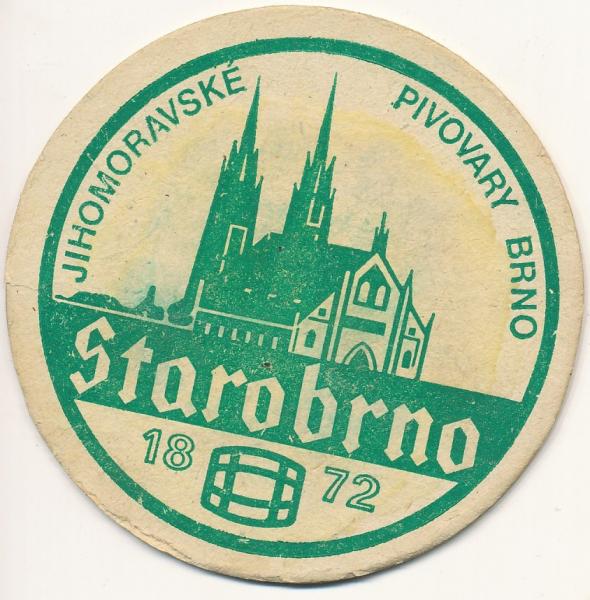 JIHOMORAVSKÉ PIVOVARY BRNO
Starobrno
18 72